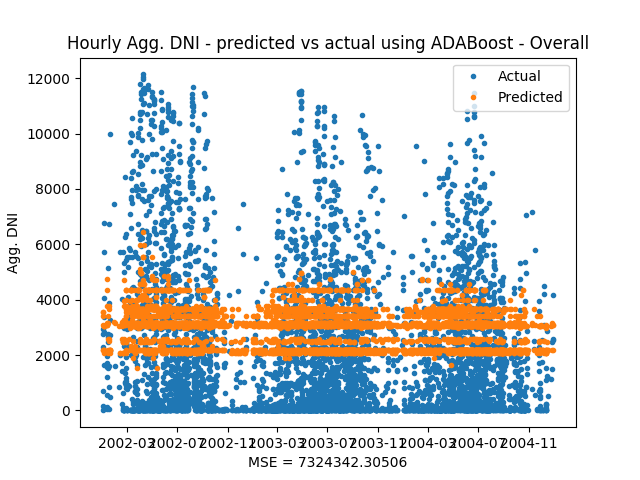 Hourly Agg. DNI - predicted vs actual using ADABoost - Overall
Actual
Predicted
12000
10000
8000
6000
4000
2000
0
Agg. DNI
2002-03 2002-07 2002-11 2003-03 2003-07 2003-11 2004-03 2004-07 2004-11
MSE = 7324342.30506